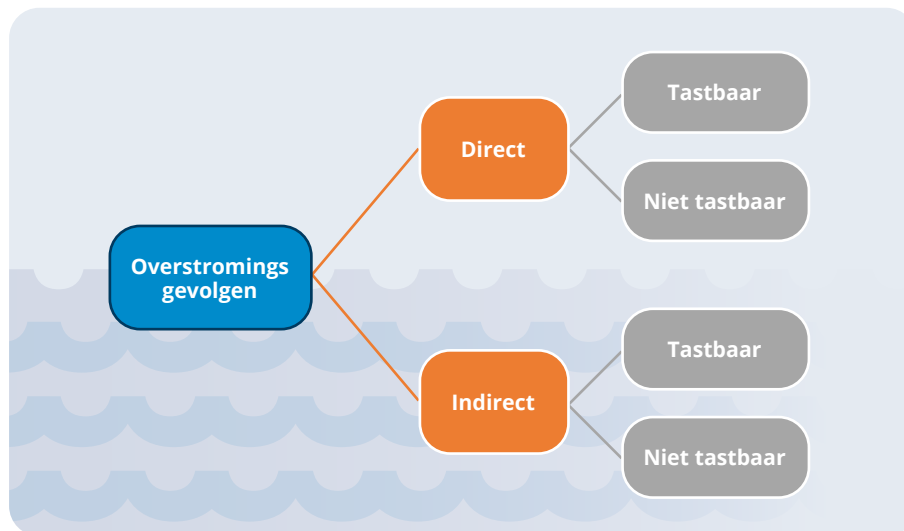 Overstromings
gevolgen
Direct
Tastbaar
Niet tastbaar
Indirect
Tastbaar
Niet tastbaar